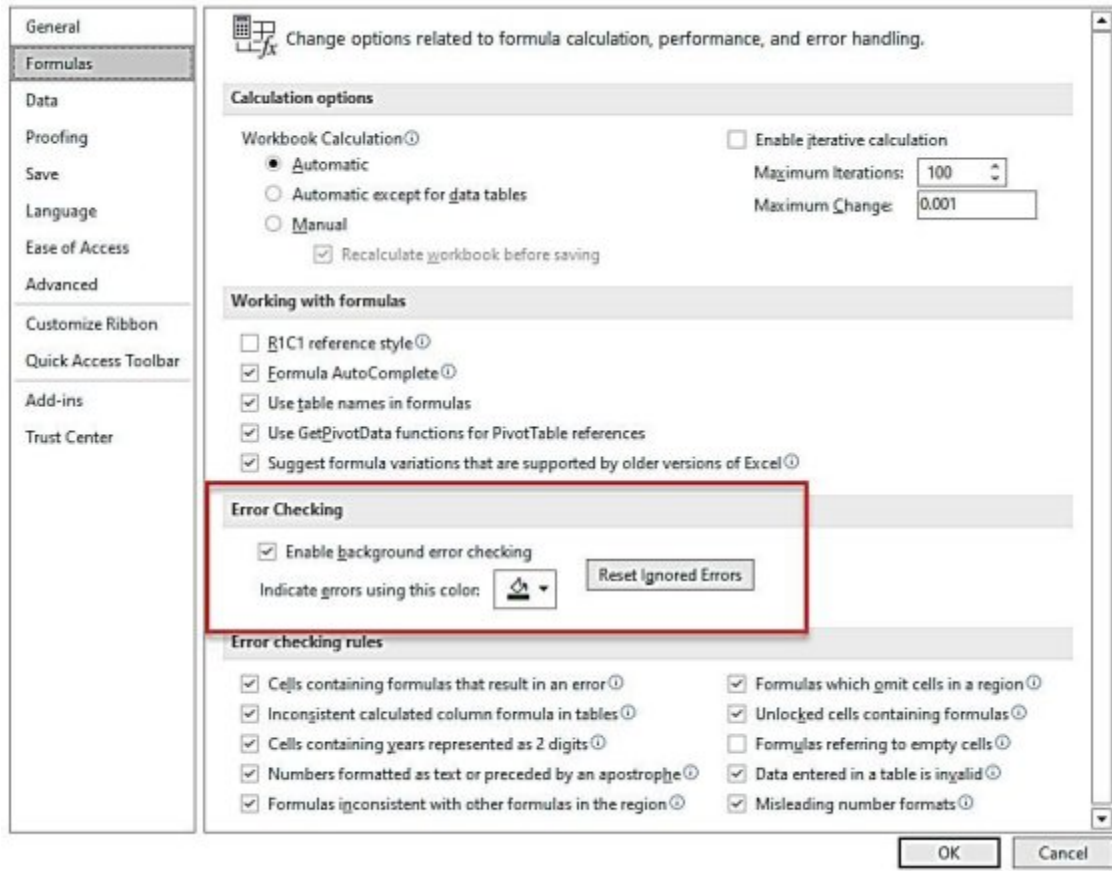 General
Formulas
Data
Proofing
Save
Language
Ease of Access
Advanced
Customize Ribbon
Quick Access Toolbar
Add-ins
Trust Center
Change options related to formula calculation, performance, and error handling.
Calculation options
Workbook Calculation
Automatic
Automatic except for data tables
Manual
Recalculate workbook before saving
Enable iterative calculation
Maximum Iterations: 100
Maximum Change: 0.001
Working with formulas
R1C1 reference style
Formula AutoComplete
Use table names in formulas
Use GetPivotData functions for PivotTable references
Suggest formula variations that are supported by older versions of Excel
Error Checking
Enable background error checking
Indicate errors using this color:
Reset Ignored Errors
Error checking rules
Cells containing formulas that result in an error
Inconsistent calculated column formula in tables
Cells containing years represented as 2 digits
Numbers formatted as text or preceded by an apostrophe
Formulas inconsistent with other formulas in the region
Formulas which omit cells in a region
Unlocked cells containing formulas
Formulas referring to empty cells
Data entered in a table is invalid
Misleading number formats
OK
Cancel